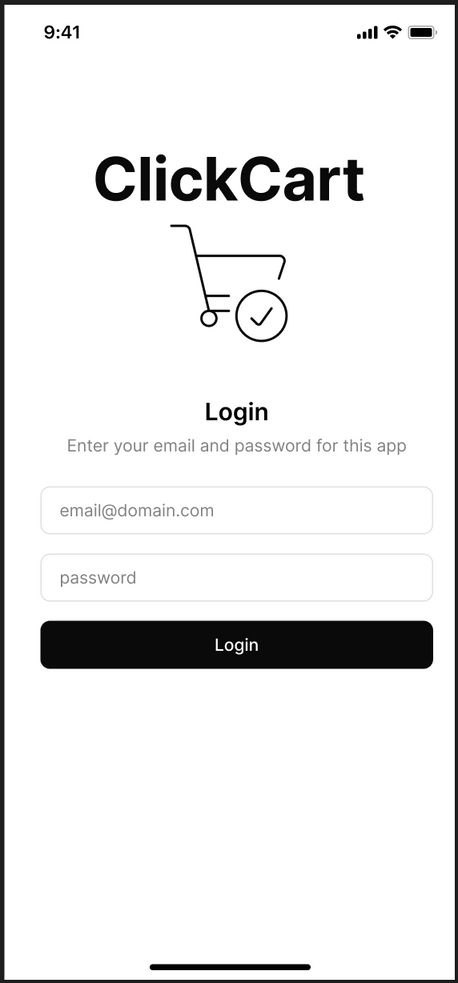 9:41
ClickCart
Login
Enter your email and password for this app
email@domain.com
password
Login